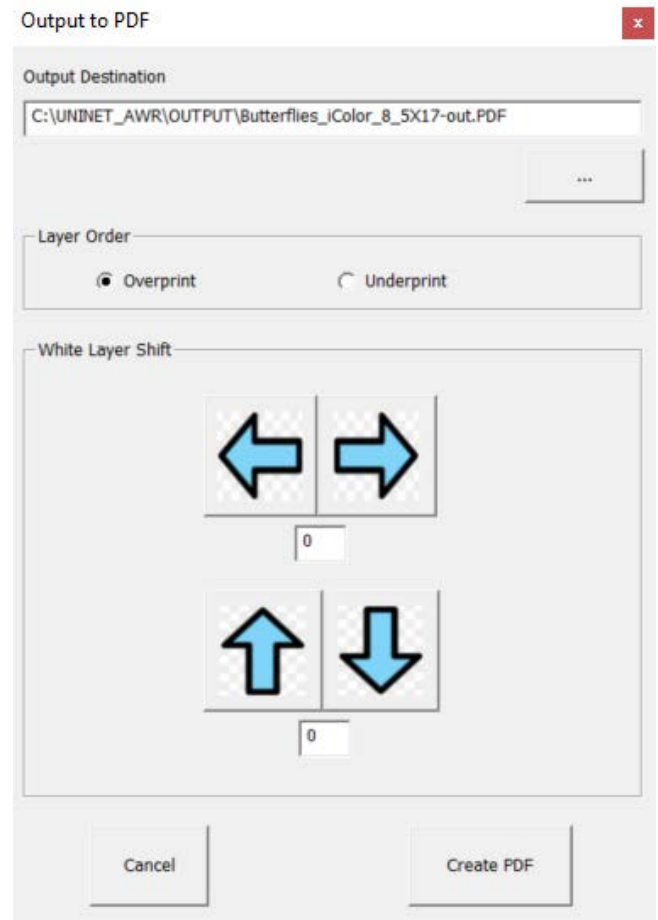 Output to PDF
x
Output Destination
C:\UNINET_AWR\OUTPUT\Butterflies_iColor_8_5X17-out.PDF
...
Layer Order
Overprint
Underprint
White Layer Shift
0
0
Cancel
Create PDF